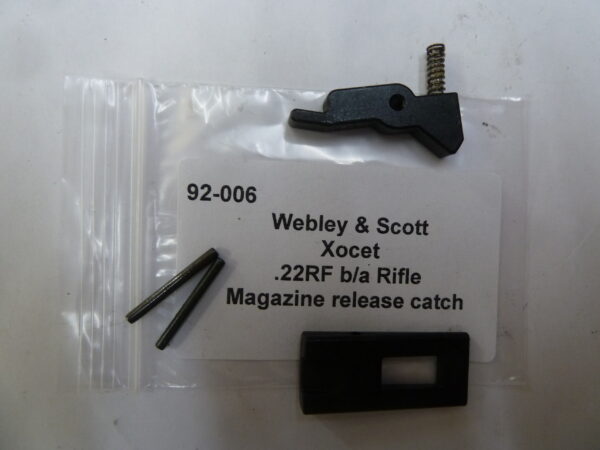 92-006
Webley & Scott
Xocet
.22RF b/a Rifle
Magazine release catch